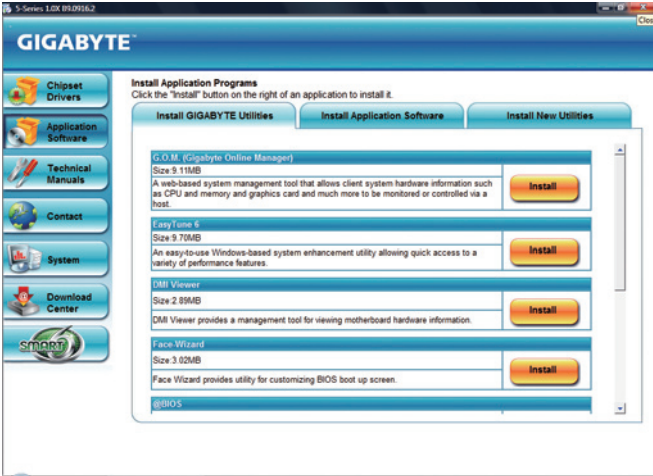 5-Series 1.0X B9.0916.2
Clos
GIGABYTE™
Chipset
Drivers
Application
Software
Technical
Manuals
Contact
System
Download
Center
SMART
Install Application Programs
Click the "Install" button on the right of an application to install it.
Install GIGABYTE Utilities
Install Application Software
Install New Utilities
G.O.M. (Gigabyte Online Manager)
Size:9.11MB
A web-based system management tool that allows client system hardware information such
as CPU and memory and graphics card and much more to be monitored or controlled via a
host.
Install
EasyTune 6
Size:9.70MB
An easy-to-use Windows-based system enhancement utility allowing quick access to a
variety of performance features.
Install
DMI Viewer
Size:2.89MB
DMI Viewer provides a management tool for viewing motherboard hardware information.
Install
Face-Wizard
Size:3.02MB
Face Wizard provides utility for customizing BIOS boot up screen.
Install
@BIOS